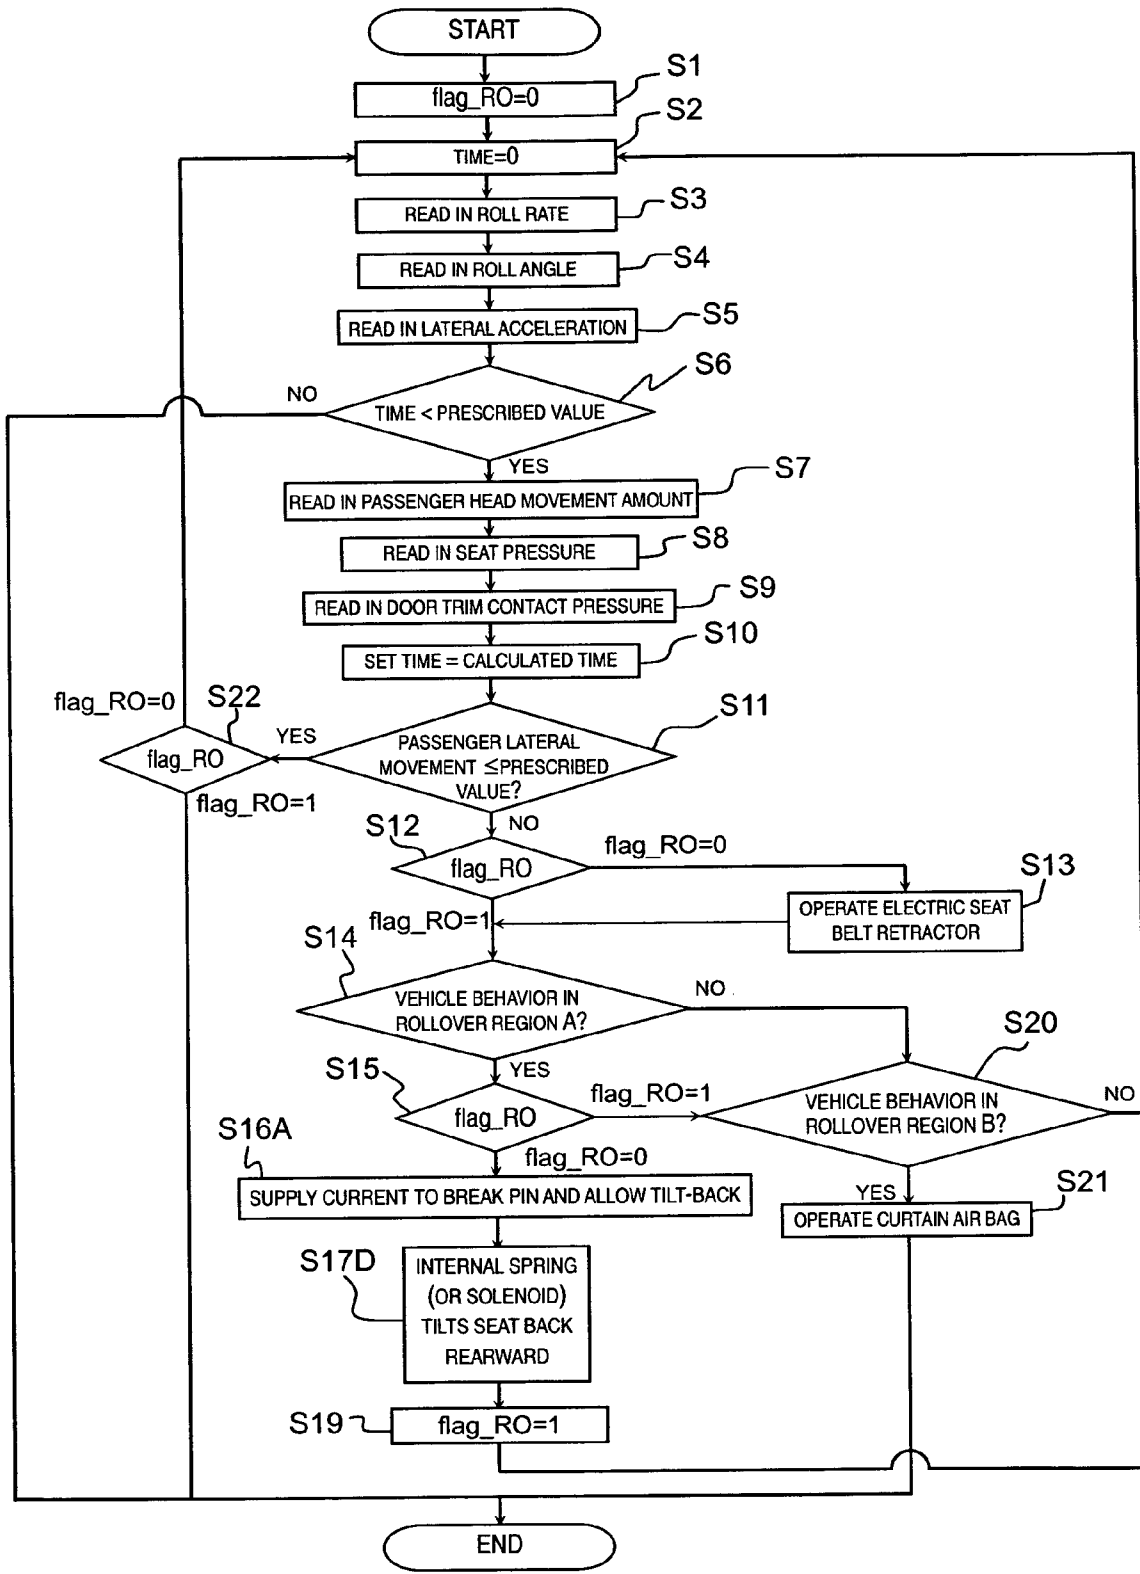 START
S1
flag_RO=0
S2
TIME=0
S3
READ IN ROLL RATE
S4
READ IN ROLL ANGLE
S5
READ IN LATERAL ACCELERATION
S6
NO
TIME < PRESCRIBED VALUE
YES
S7
READ IN PASSENGER HEAD MOVEMENT AMOUNT
S8
READ IN SEAT PRESSURE
S9
READ IN DOOR TRIM CONTACT PRESSURE
S10
SET TIME = CALCULATED TIME
flag_RO=0
S22
S11
YES
flag_RO
PASSENGER LATERAL
MOVEMENT ≤PRESCRIBED
VALUE?
flag_RO=1
NO
S12
flag_RO=0
flag_RO
S13
OPERATE ELECTRIC SEAT
BELT RETRACTOR
flag_RO=1
S14
NO
VEHICLE BEHAVIOR IN
ROLLOVER REGION A?
S20
YES
S15
flag_RO=1
flag_RO
VEHICLE BEHAVIOR IN
ROLLOVER REGION B?
NO
S16A
flag_RO=0
SUPPLY CURRENT TO BREAK PIN AND ALLOW TILT-BACK
YES
S21
OPERATE CURTAIN AIR BAG
S17D
INTERNAL SPRING
(OR SOLENOID)
TILTS SEAT BACK
REARWARD
S19
flag_RO=1
END